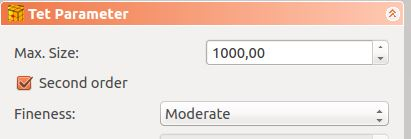 Tet Parameter
Max. Size: 1000,00
Second order
Fineness: Moderate